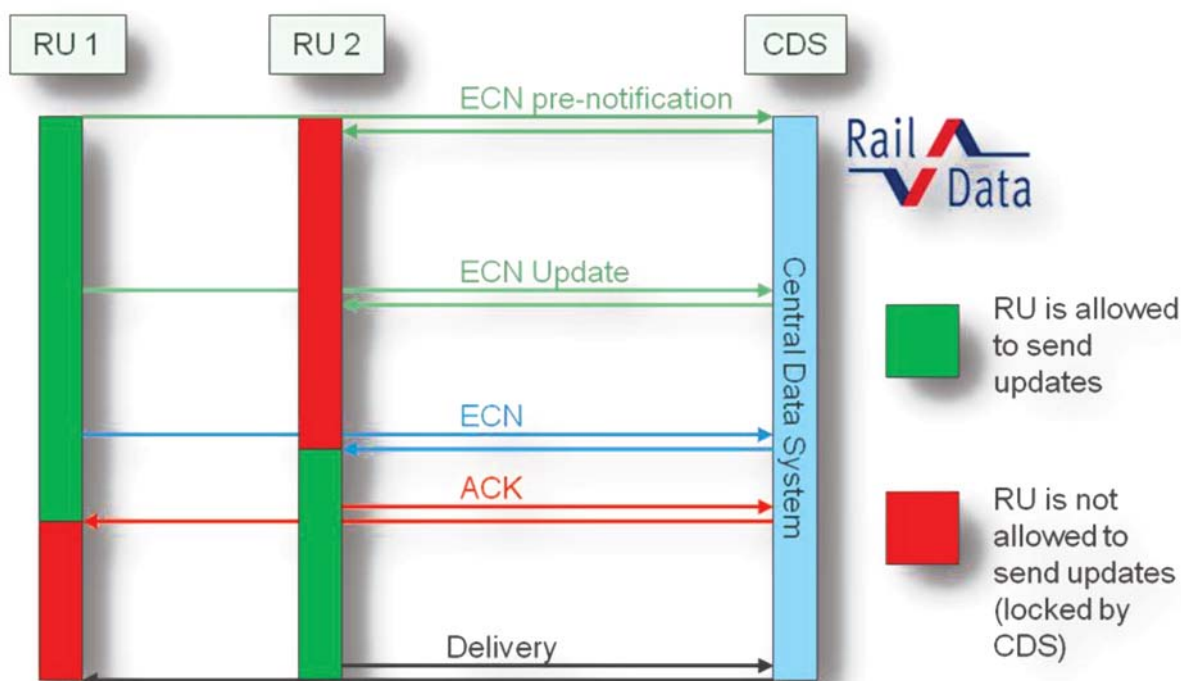 RU 1
RU 2
CDS
ECN pre-notification
Rail
Data
ECN Update
Central Data System
RU is allowed
to send
updates
ECN
ACK
RU is not
allowed to
send updates
(locked by
CDS)
Delivery